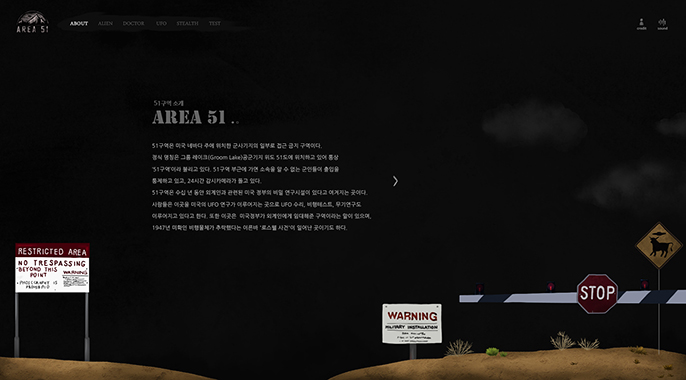 AREA 51
ABOUT ALIEN DOCTOR UFO STEALTH TEST
credit sound
51구역 소개
AREA 51
51구역은 미국 네바다 주에 위치한 군사기지의 일부로 접근 금지 구역이다.
정식 명칭은 그룸 레이크(Groom Lake)공군기지 위도 51도에 위치하고 있어 통상
'51구역'이라 불리고 있다. 51구역 부근에 가면 소속을 알 수 없는 군인들이 출입을
통제하고 있고, 24시간 감시카메라가 돌고 있다.
51구역은 수십 년 동안 외계인과 관련된 미국 정부의 비밀 연구시설이 있다고 여겨지는 곳이다.
사람들은 이곳을 미국의 UFO 연구가 이루어지는 곳으로 UFO 수리, 비행테스트, 무기연구도
이루어지고 있다고 한다. 또한 이곳은 미국정부가 외계인에게 임대해준 구역이라는 말이 있으며,
1947년 미확인 비행물체가 추락했다는 이른바 '로스웰 사건'이 일어난 곳이기도 하다.
RESTRICTED AREA
NO TRESPASSING
BEYOND THIS
POINT
WARNING
PHOTOGRAPHY IS
PROHIBITED
WARNING
MILITARY INSTALLATION
STOP